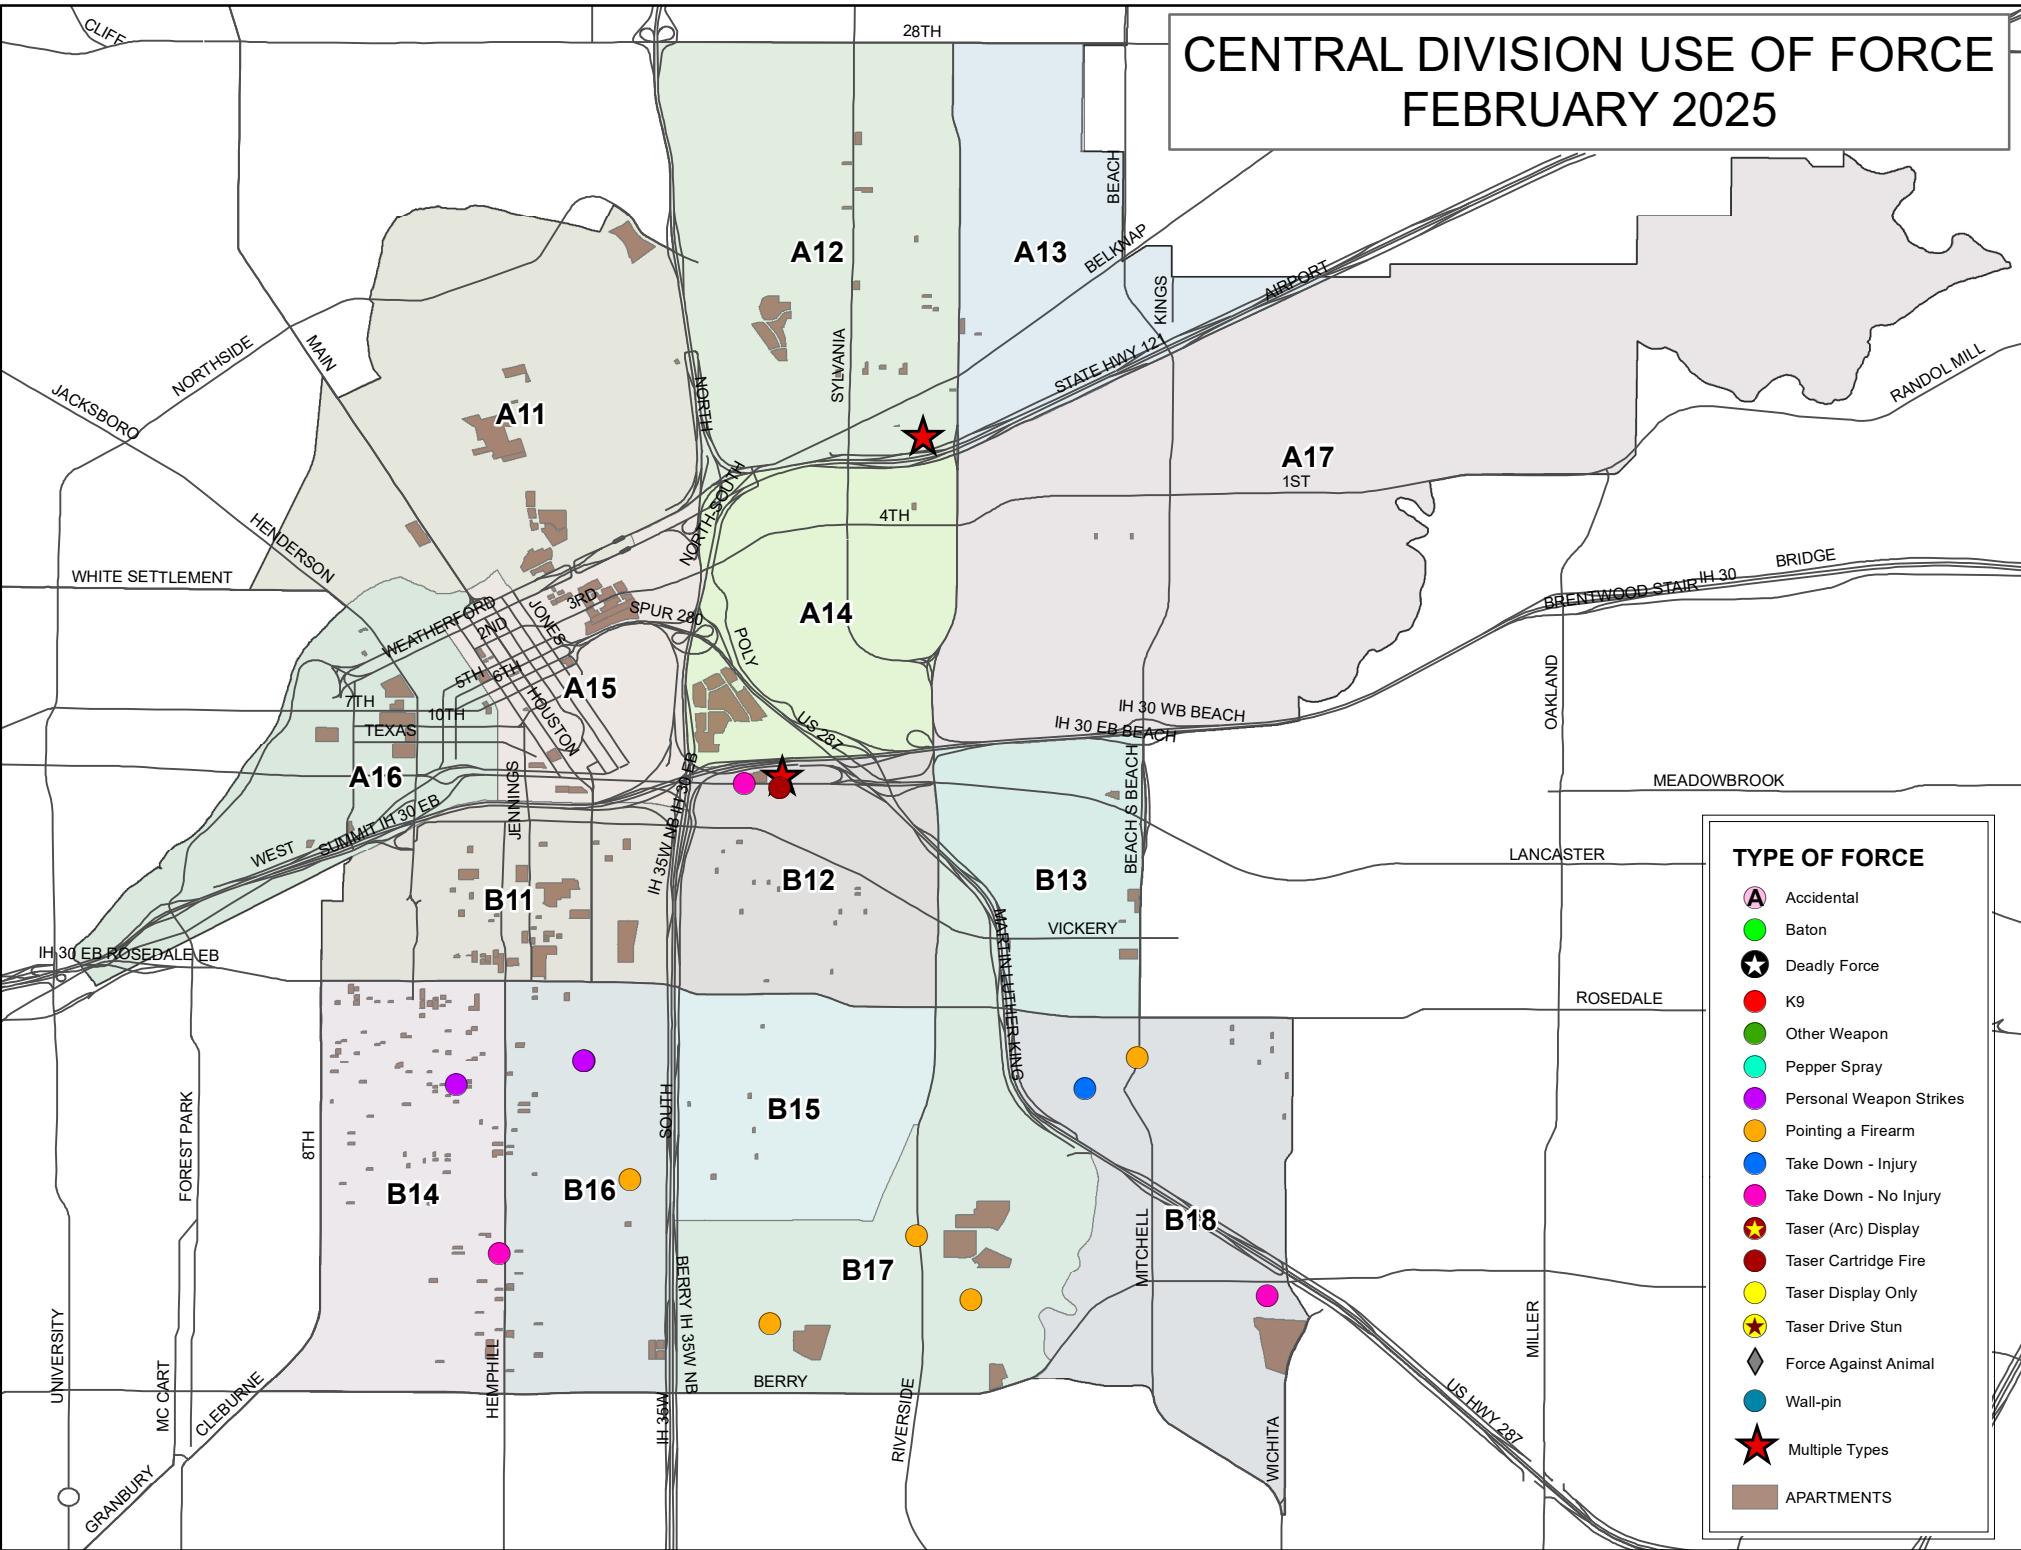 CENTRAL DIVISION USE OF FORCE
FEBRUARY 2025
CLIFF
28TH
BEACH
A12
A13
BELKNAP
AIRPORT
KINGS
NORTHSIDE
MAIN
SYLVANIA
STATE HWY 121
RANDOL MILL
JACKSBORO
NORTH
A11
A17
1ST
NORTH-SOUTH
4TH
HENDERSON
WHITE SETTLEMENT
BRIDGE
IH 30
BRENTWOOD STAIR
WEATHERFORD
2ND
3RD
JONES
SPUR 280
A14
POLY
5TH
6TH
A15
7TH
HOUSTON
10TH
TEXAS
US 287
IH 30 WB BEACH
IH 30 EB BEACH
OAKLAND
A16
JENNINGS
IH 35W NB IH 30 EB
BEACH S BEACH
MEADOWBROOK
SUMMIT IH 30 EB
WEST
LANCASTER
B11
B12
B13
VICKERY
MARTIN LUTHER KING
IH 30 EB ROSEDALE EB
ROSEDALE
FOREST PARK
8TH
SOUTH
B15
B14
B16
MITCHELL
B18
B17
BERRY IH 35W NB
UNIVERSITY
MC CART
CLEBURNE
HEMPHILL
IH 35W
BERRY
RIVERSIDE
WICHITA
MILLER
US HWY 287
GRANBURY
TYPE OF FORCE
A Accidental
Baton
Deadly Force
K9
Other Weapon
Pepper Spray
Personal Weapon Strikes
Pointing a Firearm
Take Down - Injury
Take Down - No Injury
Taser (Arc) Display
Taser Cartridge Fire
Taser Display Only
Taser Drive Stun
Force Against Animal
Wall-pin
Multiple Types
APARTMENTS